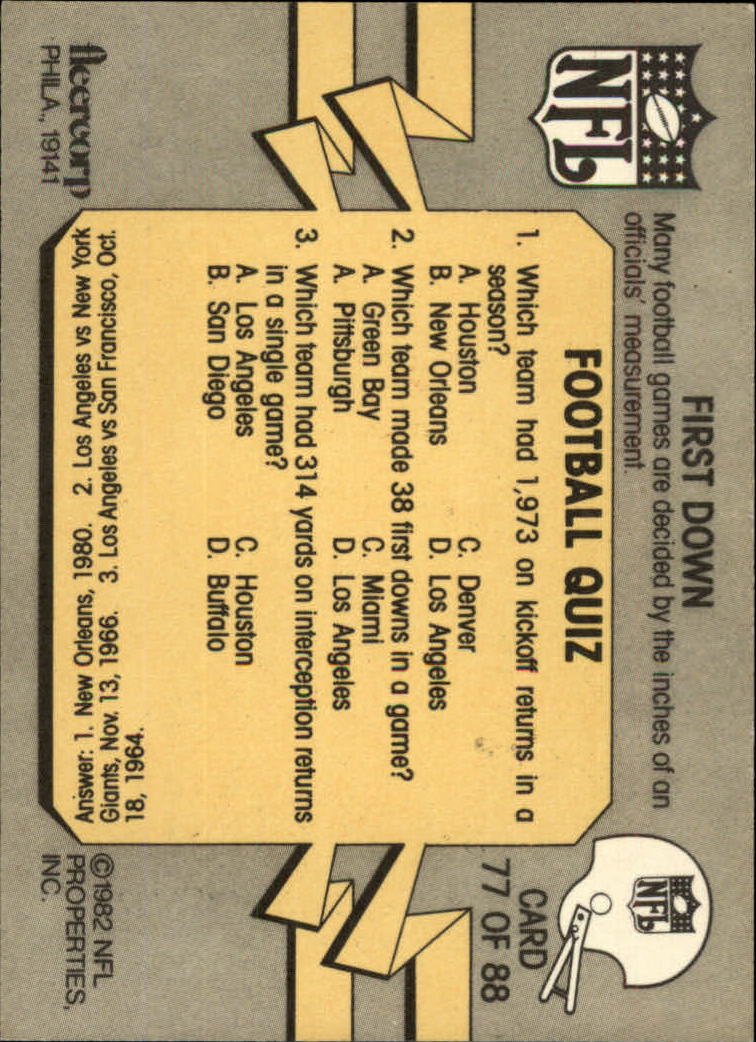 NFL
FIRST DOWN
Many football games are decided by the inches of an
officials' measurement.
NFL
CARD
77 OF 88
FOOTBALL QUIZ
1. Which team had 1,973 on kickoff returns in a
season?
A. Houston C. Denver
B. New Orleans D. Los Angeles
2. Which team made 38 first downs in a game?
A. Green Bay C. Miami
A. Pittsburgh D. Los Angeles
3. Which team had 314 yards on interception returns
in a single game?
A. Los Angeles C. Houston
B. San Diego D. Buffalo
Answer: 1. New Orleans, 1980. 2. Los Angeles vs New York
Giants, Nov. 13, 1966. 3. Los Angeles vs San Francisco, Oct.
18, 1964.
fleercorp
PHILA., 19141
©1982 NFL
PROPERTIES,
INC.